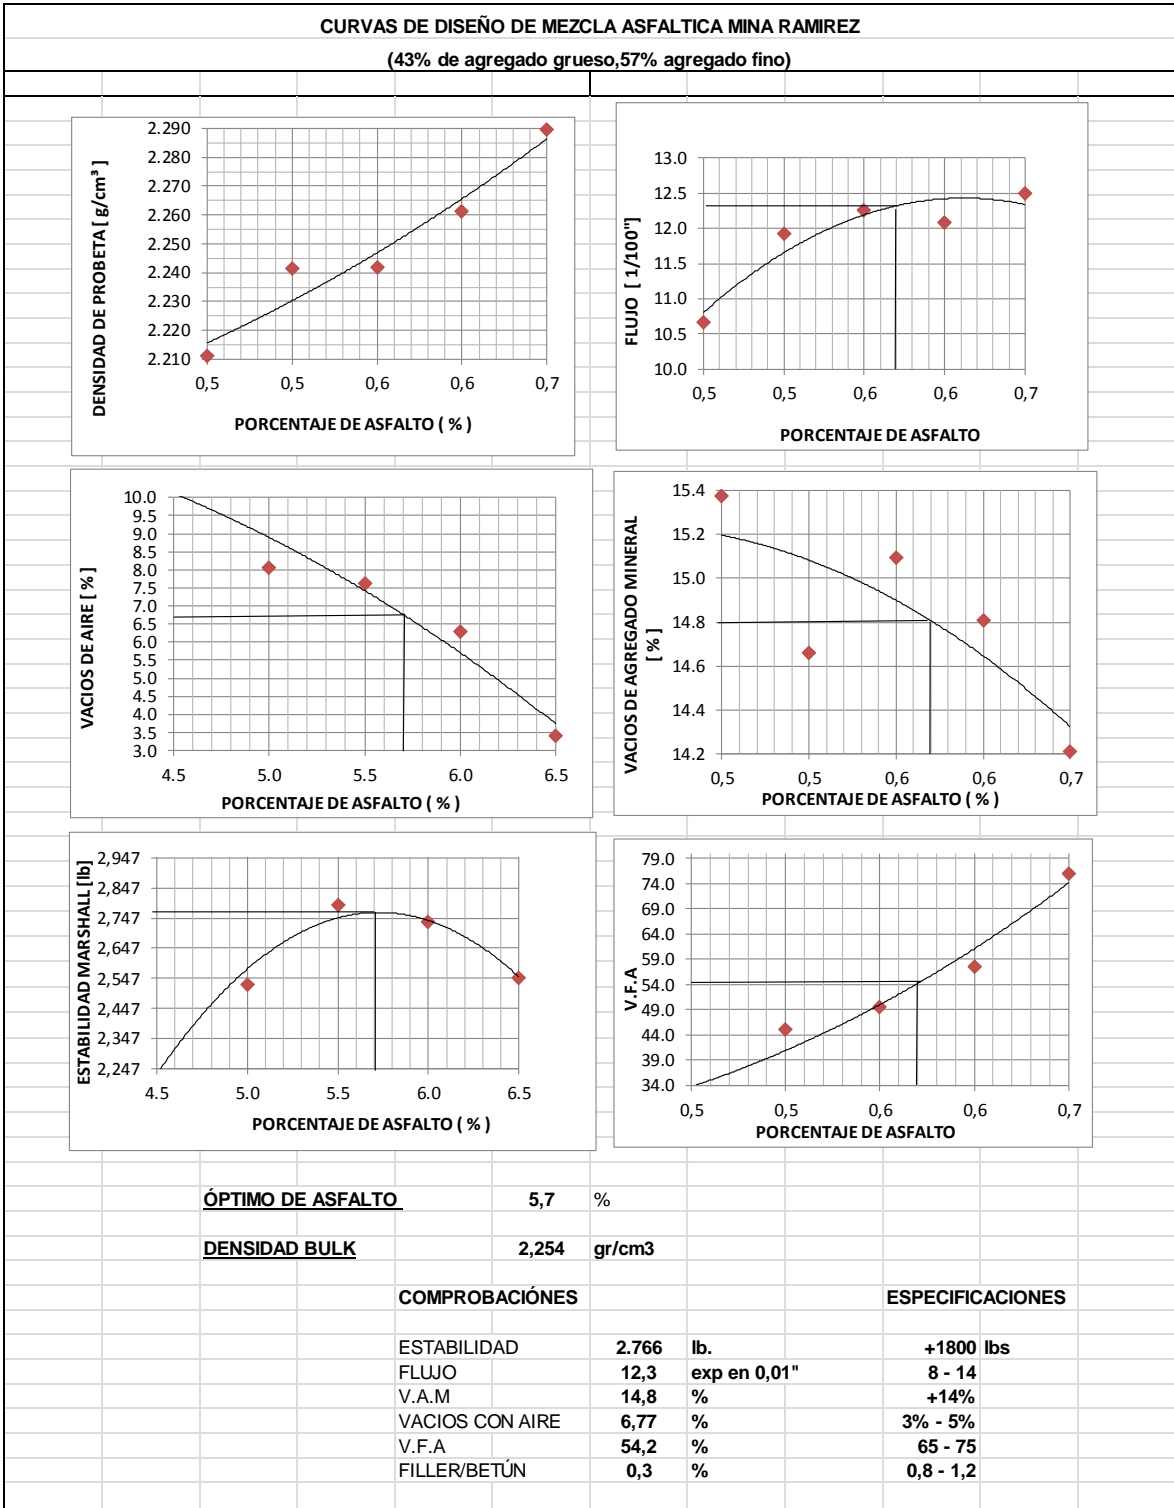 CURVAS DE DISEÑO DE MEZCLA ASFALTICA MINA RAMIREZ
(43% de agregado grueso,57% agregado fino)
DENSIDAD DE PROBETA [ g/cm³ ]
2.290
2.280
2.270
2.260
2.250
2.240
2.230
2.220
2.210
0,5 0,5 0,6 0,6 0,7
PORCENTAJE DE ASFALTO ( % )
FLUJO [ 1/100"]
13.0
12.5
12.0
11.5
11.0
10.5
10.0
0,5 0,5 0,6 0,6 0,7
PORCENTAJE DE ASFALTO
VACIOS DE AIRE [ % ]
10.0
9.5
9.0
8.5
8.0
7.5
7.0
6.5
6.0
5.5
5.0
4.5
4.0
3.5
3.0
4.5 5.0 5.5 6.0 6.5
PORCENTAJE DE ASFALTO ( % )
VACIOS DE AGREGADO MINERAL
[ % ]
15.4
15.2
15.0
14.8
14.6
14.4
14.2
0,5 0,5 0,6 0,6 0,7
PORCENTAJE DE ASFALTO ( % )
ESTABILIDAD MARSHALL [lb]
2,947
2,847
2,747
2,647
2,547
2,447
2,347
2,247
4.5 5.0 5.5 6.0 6.5
PORCENTAJE DE ASFALTO ( % )
V.F.A
79.0
74.0
69.0
64.0
59.0
54.0
49.0
44.0
39.0
34.0
0,5 0,5 0,6 0,6 0,7
PORCENTAJE DE ASFALTO
ÓPTIMO DE ASFALTO 5,7 %
DENSIDAD BULK 2,254 gr/cm3
COMPROBACIÓNES ESPECIFICACIONES
ESTABILIDAD 2.766 lb. +1800 lbs
FLUJO 12,3 exp en 0,01" 8 - 14
V.A.M 14,8 % +14%
VACIOS CON AIRE 6,77 % 3% - 5%
V.F.A 54,2 % 65 - 75
FILLER/BETÚN 0,3 % 0,8 - 1,2